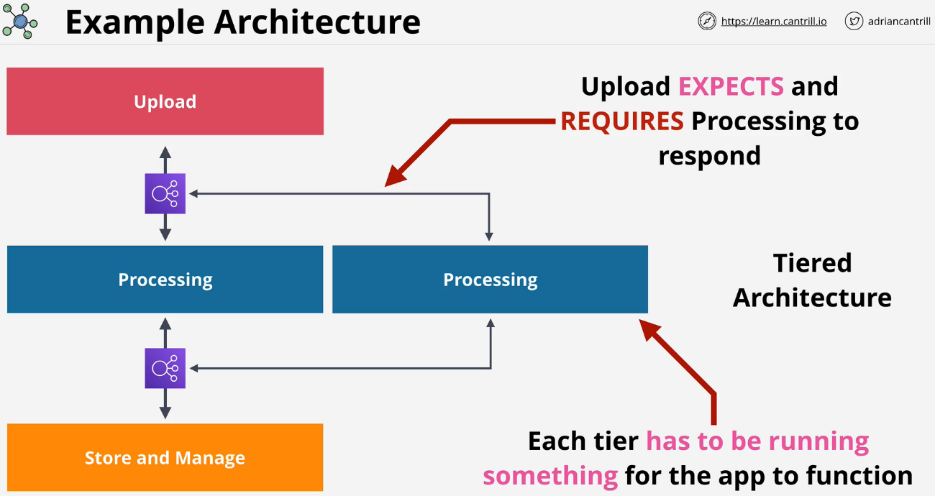 Example Architecture
https://learn.cantrill.io
adriancantrill
Upload
Upload EXPECTS and
REQUIRES Processing to
respond
Processing
Processing
Tiered
Architecture
Store and Manage
Each tier has to be running
something for the app to function